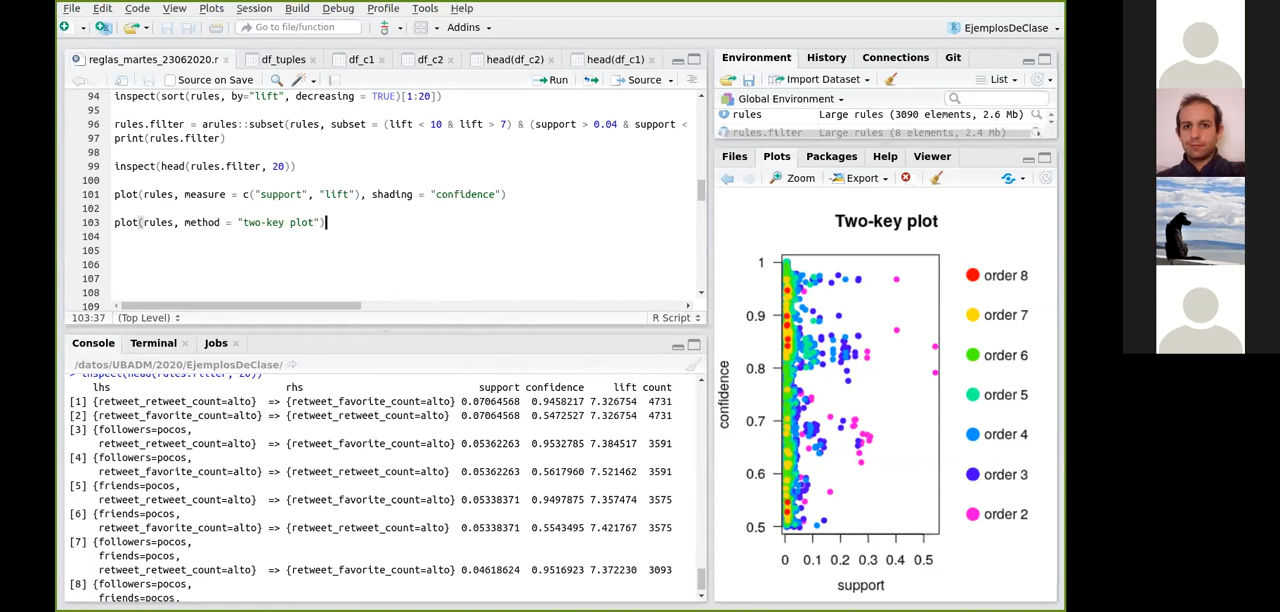 File Edit Code View Plots Session Build Debug Profile Tools Help
Go to file/function Addins EjemplosDeClase
reglas_martes_23062020.r df_tuples df_c1 df_c2 head(df_c2) head(df_c1)
Source on Save Run Source
94 inspect(sort(rules, by="lift", decreasing = TRUE)[1:20])
95
96 rules.filter = arules::subset(rules, subset = (lift < 10 & lift > 7) & (support > 0.04 & support <
97 print(rules.filter)
98
99 inspect(head(rules.filter, 20))
100
101 plot(rules, measure = c("support", "lift"), shading = "confidence")
102
103 plot(rules, method = "two-key plot")
104
105
106
107
108
109
103:37 (Top Level) R Script
Console Terminal Jobs
/datos/UBADM/2020/EjemplosDeClase/
> inspect(head(rules.filter, 20))
lhs rhs support confidence lift count
[1] {retweet_retweet_count=alto} => {retweet_favorite_count=alto} 0.07064568 0.9458217 7.326754 4731
[2] {retweet_favorite_count=alto} => {retweet_retweet_count=alto} 0.07064568 0.5472527 7.326754 4731
[3] {followers=pocos,
retweet_retweet_count=alto} => {retweet_favorite_count=alto} 0.05362263 0.9532785 7.384517 3591
[4] {followers=pocos,
retweet_favorite_count=alto} => {retweet_retweet_count=alto} 0.05362263 0.5617960 7.521462 3591
[5] {friends=pocos,
retweet_retweet_count=alto} => {retweet_favorite_count=alto} 0.05338371 0.9497875 7.357474 3575
[6] {friends=pocos,
retweet_favorite_count=alto} => {retweet_retweet_count=alto} 0.05338371 0.5543495 7.421767 3575
[7] {followers=pocos,
friends=pocos,
retweet_retweet_count=alto} => {retweet_favorite_count=alto} 0.04618624 0.9516923 7.372230 3093
[8] {followers=pocos,
friends=pocos,
Environment History Connections Git
Import Dataset List
Global Environment
rules Large rules (3090 elements, 2.6 Mb)
rules.filter Large rules (8 elements, 2.4 Mb)
Files Plots Packages Help Viewer
Zoom Export
Two-key plot
confidence
1
0.9
0.8
0.7
0.6
0.5
0 0.1 0.2 0.3 0.4 0.5
support
order 8
order 7
order 6
order 5
order 4
order 3
order 2